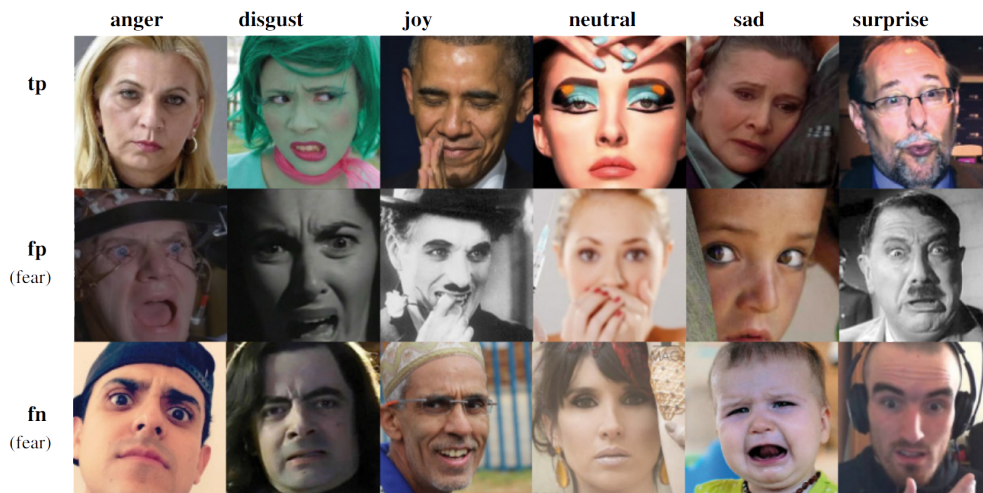 anger disgust joy neutral sad surprise
tp
fp
(fear)
fn
(fear)